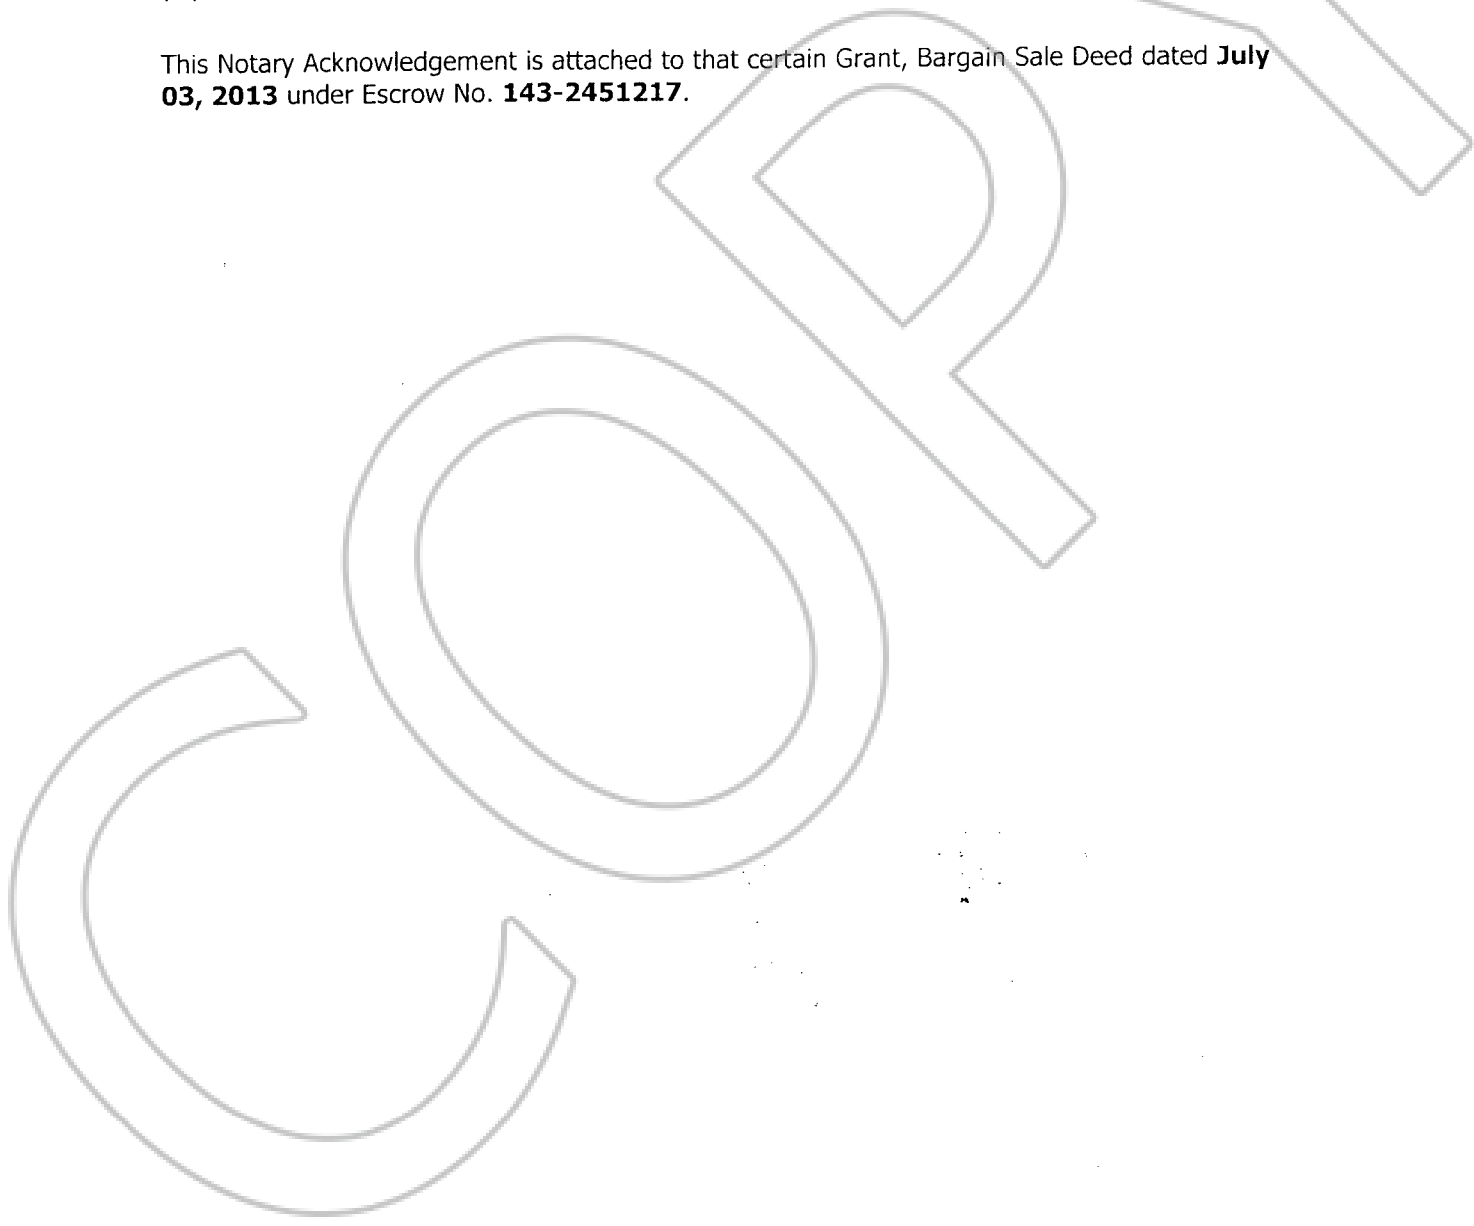 This Notary Acknowledgement is attached to that certain Grant, Bargain Sale Deed dated July
03, 2013 under Escrow No. 143-2451217.
COPY